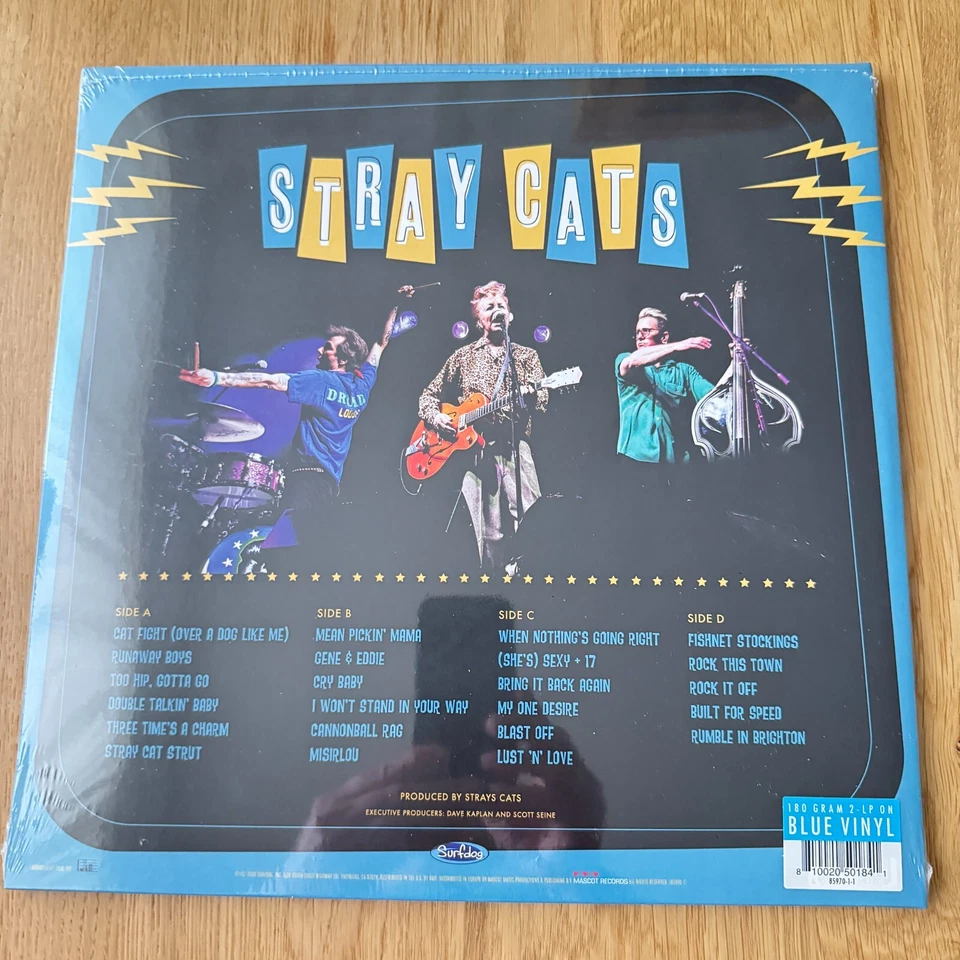 STRAY CATS
DRUID
SIDE A
CAT FIGHT (OVER A DOG LIKE ME)
RUNAWAY BOYS
TOO HIP, GOTTA GO
DOUBLE TALKIN' BABY
THREE TIME'S A CHARM
STRAY CAT STRUT
SIDE B
MEAN PICKIN' MAMA
GENE & EDDIE
CRY BABY
I WON'T STAND IN YOUR WAY
CANNONBALL RAG
MISIRLOU
SIDE C
WHEN NOTHING'S GOING RIGHT
(SHE'S) SEXY + 17
BRING IT BACK AGAIN
MY ONE DESIRE
BLAST OFF
LUST 'N' LOVE
SIDE D
FISHNET STOCKINGS
ROCK THIS TOWN
ROCK IT OFF
BUILT FOR SPEED
RUMBLE IN BRIGHTON
PRODUCED BY STRAYS CATS
EXECUTIVE PRODUCERS: DAVE KAPLAN AND SCOTT SEINE
Surfdog
MASCOT RECORDS
180 GRAM 2-LP ON
BLUE VINYL
8 10020 50184 1
85970-1-1